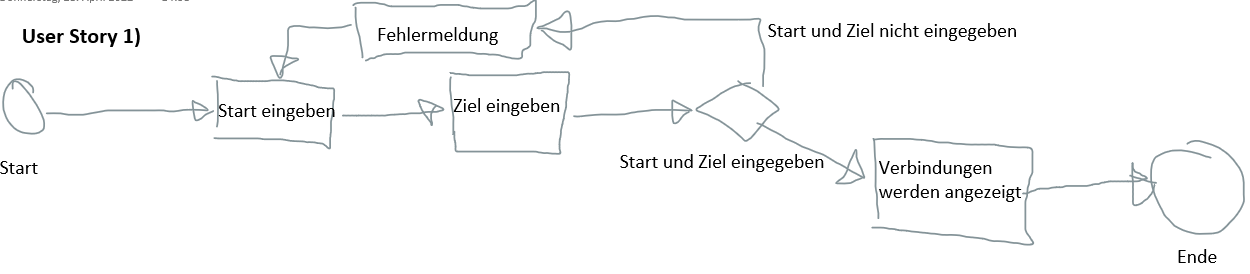 User Story 1)
Fehlermeldung
Start und Ziel nicht eingegeben
Start eingeben
Ziel eingeben
Start
Start und Ziel eingegeben
Verbindungen
werden angezeigt
Ende